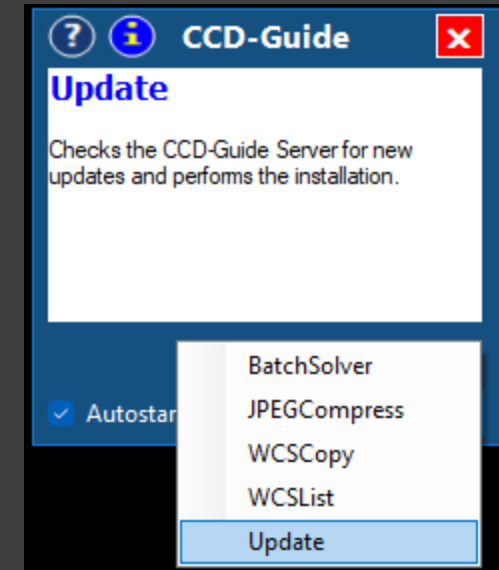 ? i CCD-Guide X
Update
Checks the CCD-Guide Server for new
updates and performs the installation.
Autostar
BatchSolver
JPEGCompress
WCSCopy
WCSList
Update